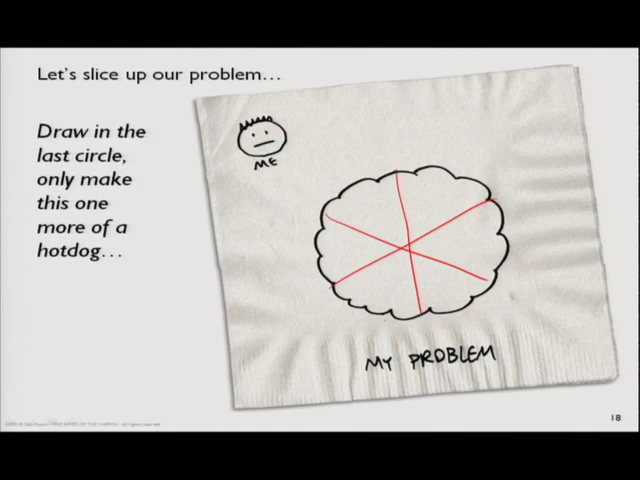 Let's slice up our problem…
Draw in the
last circle,
only make
this one
more of a
hotdog…
ME
MY PROBLEM
18